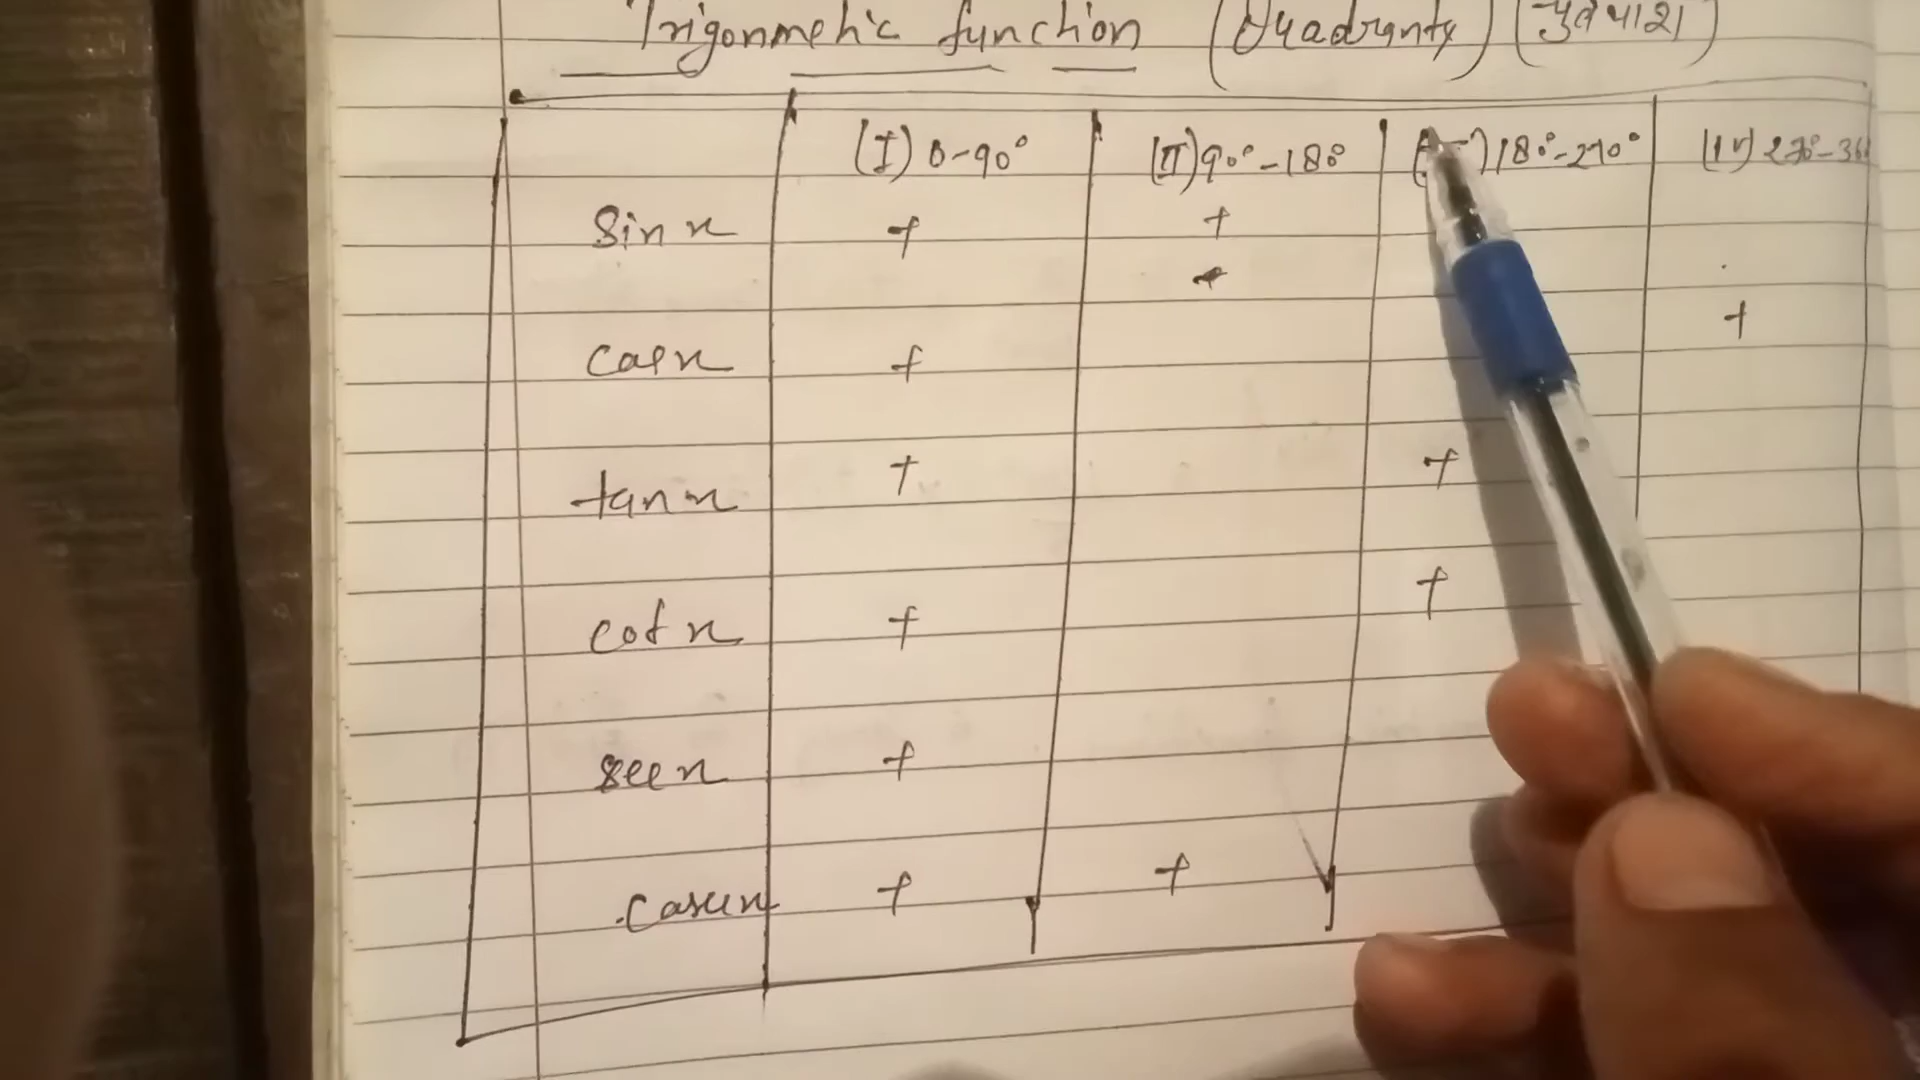 Trigonmetric function (Quadrants) (चतुर्थांश)
(I) 0-90° (II) 90°-180° 180°-270° (IV) 270°-36
Sin x + +
Cos x + +
tan x + +
cot x + +
sec x +
cosec x + +